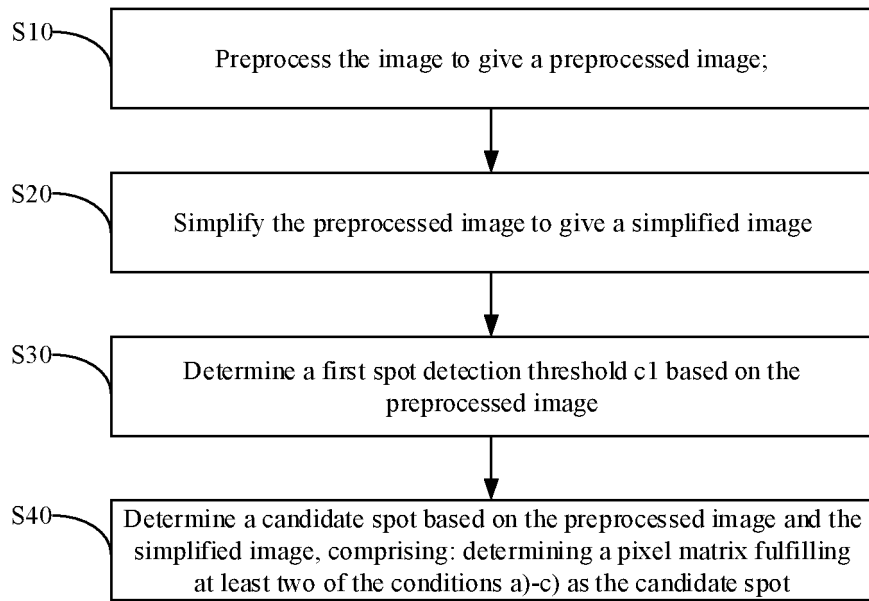 S10
Preprocess the image to give a preprocessed image;
S20
Simplify the preprocessed image to give a simplified image
S30
Determine a first spot detection threshold c1 based on the
preprocessed image
S40
Determine a candidate spot based on the preprocessed image and the
simplified image, comprising: determining a pixel matrix fulfilling
at least two of the conditions a)-c) as the candidate spot